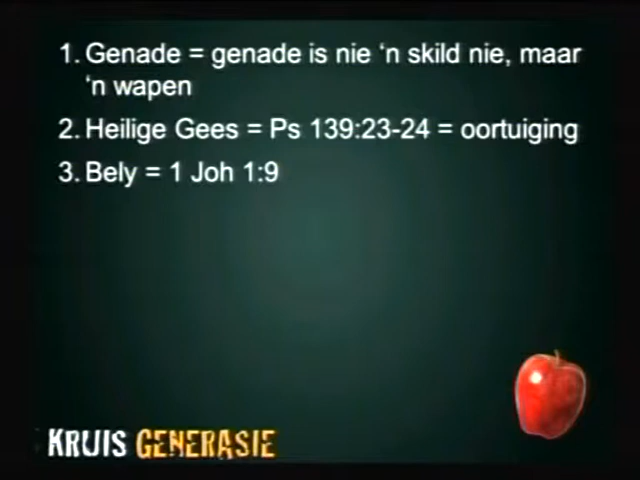 1. Genade = genade is nie ‘n skild nie, maar
‘n wapen
2. Heilige Gees = Ps 139:23-24 = oortuiging
3. Bely = 1 Joh 1:9
KRUIS GENERASIE